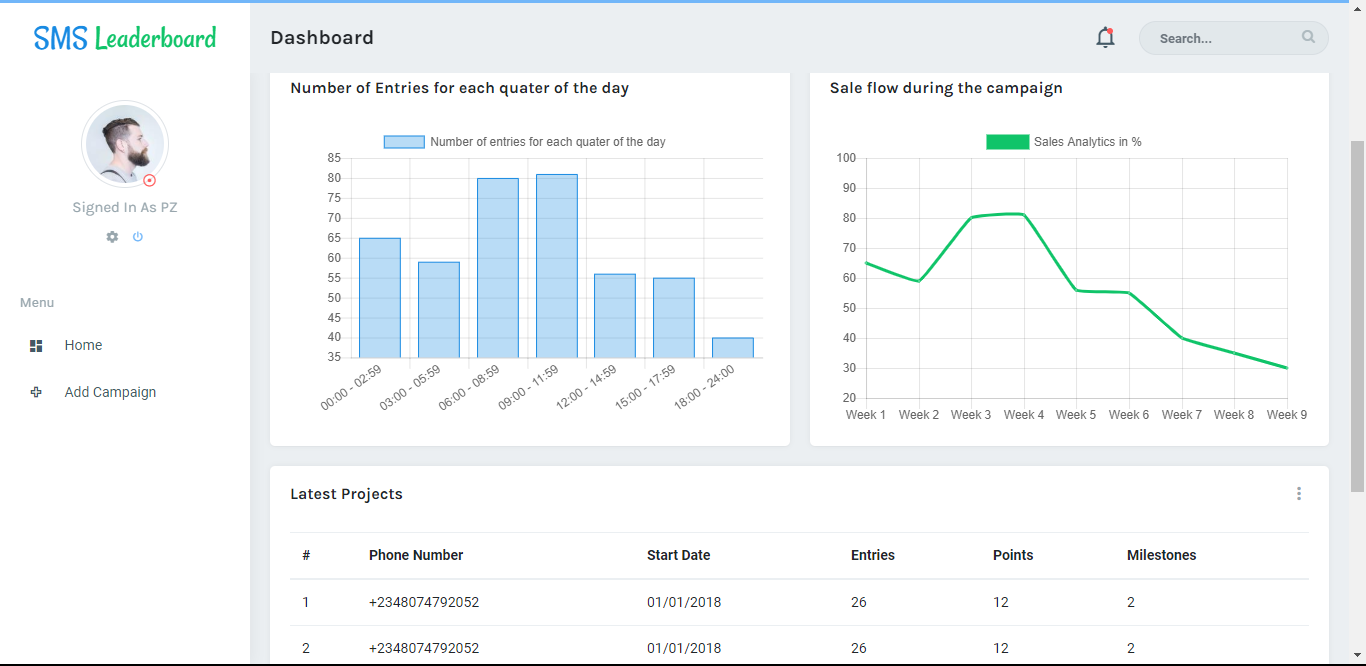 SMS Leaderboard
Signed In As PZ
Menu
Home
Add Campaign
Dashboard
Search...
Number of Entries for each quater of the day
Number of entries for each quater of the day
85
80
75
70
65
60
55
50
45
40
35
00:00 - 02:59
03:00 - 05:59
06:00 - 08:59
09:00 - 11:59
12:00 - 14:59
15:00 - 17:59
18:00 - 24:00
Sale flow during the campaign
Sales Analytics in %
100
90
80
70
60
50
40
30
20
Week 1 Week 2 Week 3 Week 4 Week 5 Week 6 Week 7 Week 8 Week 9
Latest Projects
# Phone Number Start Date Entries Points Milestones
1 +2348074792052 01/01/2018 26 12 2
2 +2348074792052 01/01/2018 26 12 2